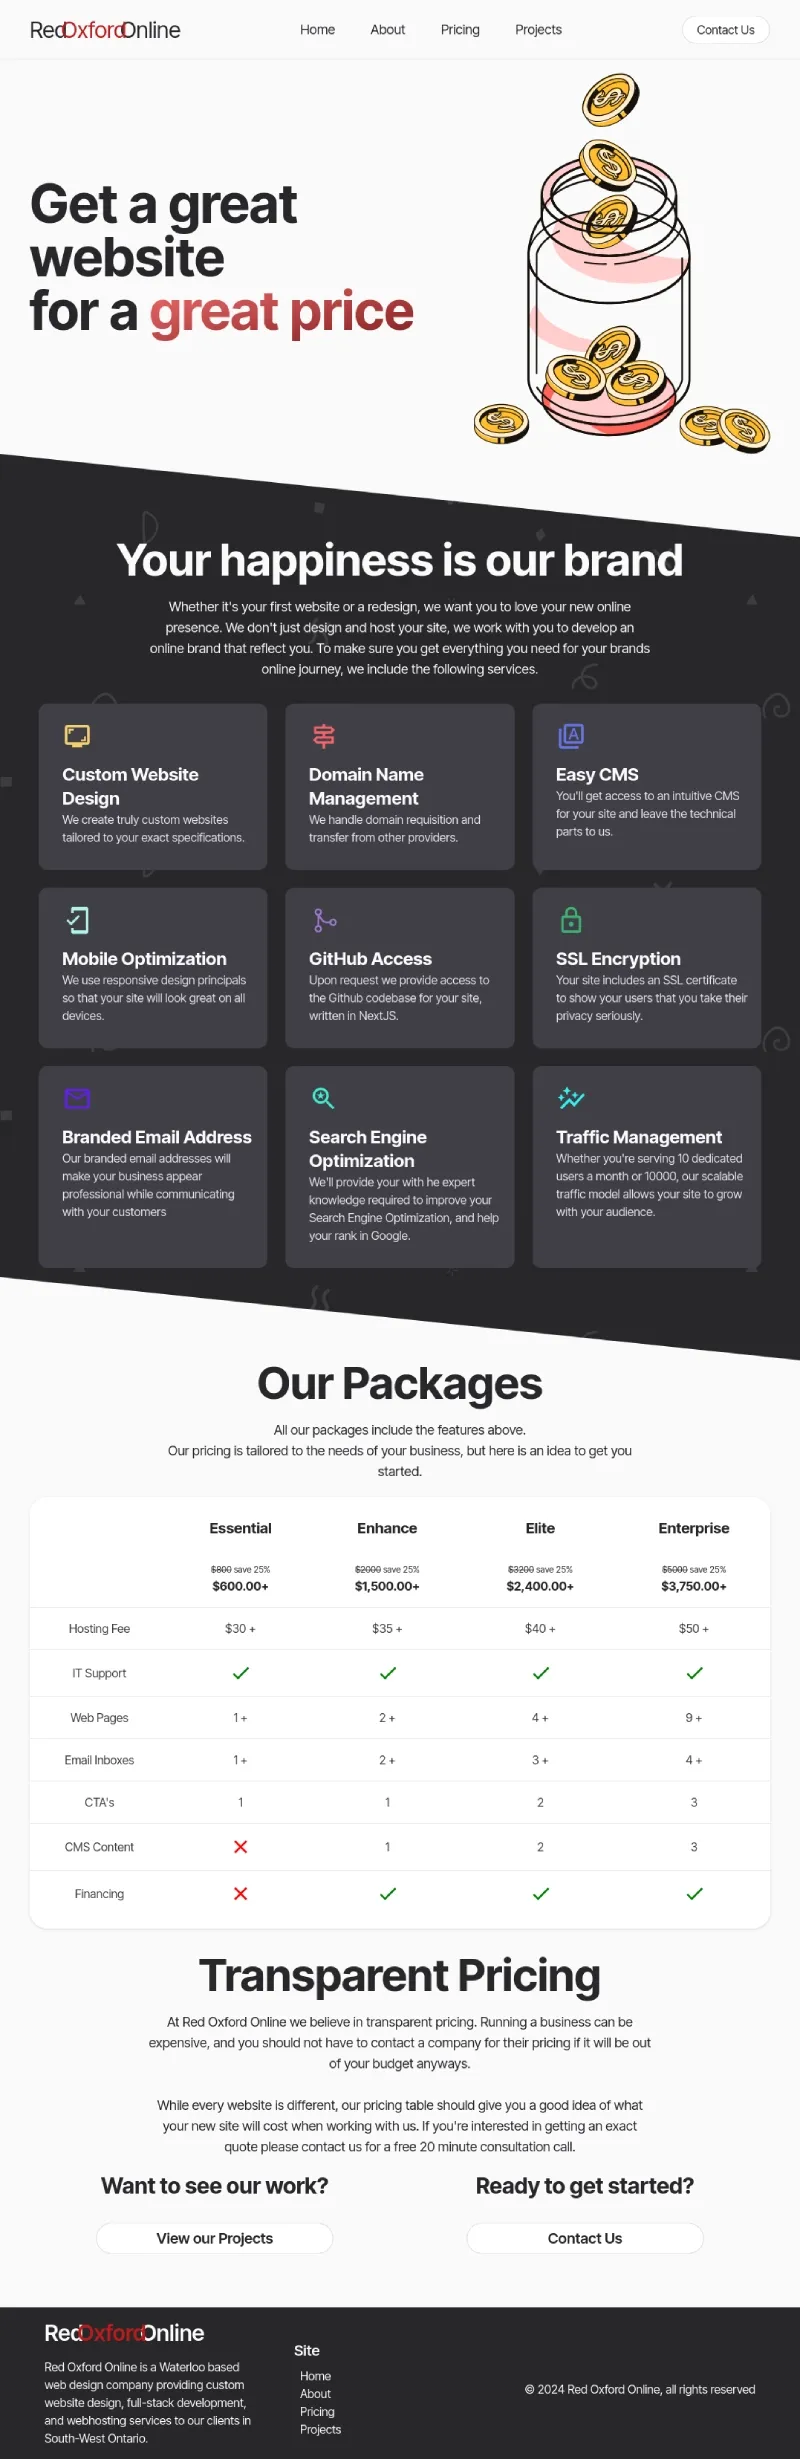 RedOxfordOnline
Home About Pricing Projects
Contact Us
Get a great
website
for a great price
Your happiness is our brand
Whether it's your first website or a redesign, we want you to love your new online
presence. We don't just design and host your site, we work with you to develop an
online brand that reflect you. To make sure you get everything you need for your brands
online journey, we include the following services.
Custom Website
Design
We create truly custom websites
tailored to your exact specifications.
Domain Name
Management
We handle domain requisition and
transfer from other providers.
Easy CMS
You'll get access to an intuitive CMS
for your site and leave the technical
parts to us.
Mobile Optimization
We use responsive design principals
so that your site will look great on all
devices.
GitHub Access
Upon request we provide access to
the Github codebase for your site,
written in NextJS.
SSL Encryption
Your site includes an SSL certificate
to show your users that you take their
privacy seriously.
Branded Email Address
Our branded email addresses will
make your business appear
professional while communicating
with your customers
Search Engine
Optimization
We'll provide your with he expert
knowledge required to improve your
Search Engine Optimization, and help
your rank in Google.
Traffic Management
Whether you're serving 10 dedicated
users a month or 10000, our scalable
traffic model allows your site to grow
with your audience.
Our Packages
All our packages include the features above.
Our pricing is tailored to the needs of your business, but here is an idea to get you
started.
Essential Enhance Elite Enterprise
$800 save 25% $2000 save 25% $3200 save 25% $5000 save 25%
$600.00+ $1,500.00+ $2,400.00+ $3,750.00+
Hosting Fee $30 + $35 + $40 + $50 +
IT Support
Web Pages 1 + 2 + 4 + 9 +
Email Inboxes 1 + 2 + 3 + 4 +
CTA's 1 1 2 3
CMS Content 1 2 3
Financing
Transparent Pricing
At Red Oxford Online we believe in transparent pricing. Running a business can be
expensive, and you should not have to contact a company for their pricing if it will be out
of your budget anyways.
While every website is different, our pricing table should give you a good idea of what
your new site will cost when working with us. If you're interested in getting an exact
quote please contact us for a free 20 minute consultation call.
Want to see our work?
View our Projects
Ready to get started?
Contact Us
RedOxfordOnline
Red Oxford Online is a Waterloo based
web design company providing custom
website design, full-stack development,
and webhosting services to our clients in
South-West Ontario.
Site
Home
About
Pricing
Projects
© 2024 Red Oxford Online, all rights reserved